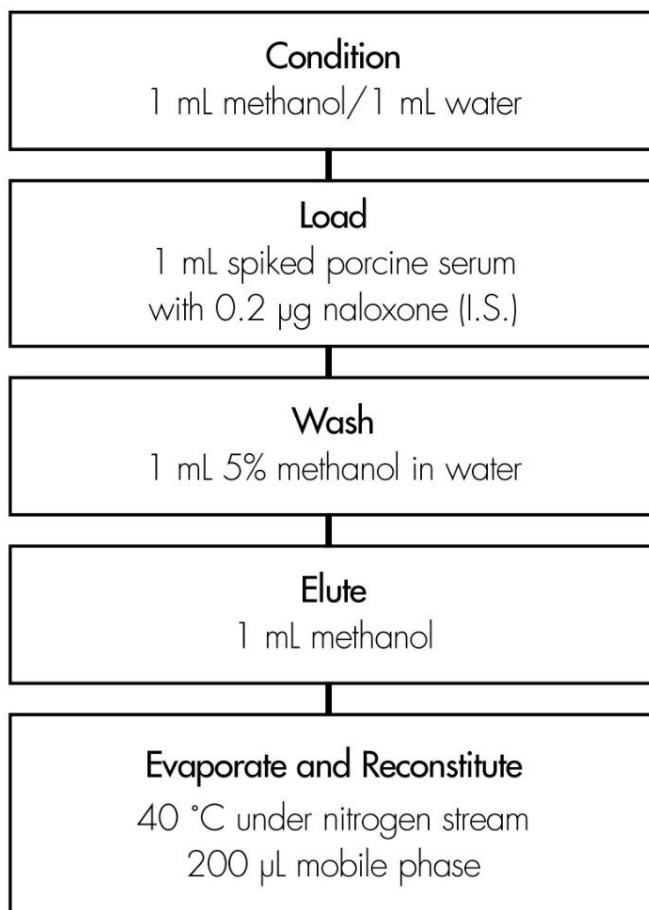 Condition
1 mL methanol/1 mL water
Load
1 mL spiked porcine serum
with 0.2 µg naloxone (I.S.)
Wash
1 mL 5% methanol in water
Elute
1 mL methanol
Evaporate and Reconstitute
40 °C under nitrogen stream
200 µL mobile phase